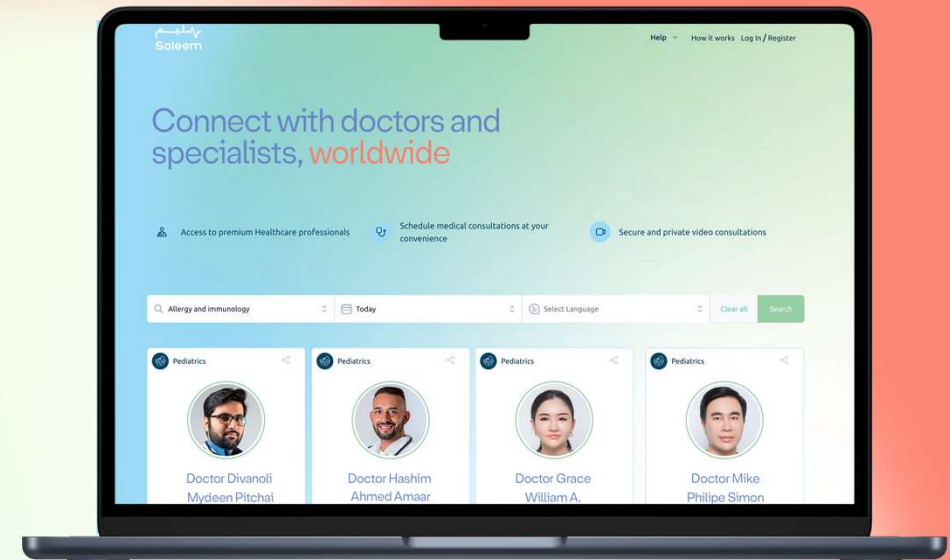 Saleem
Help
How it works
Log In / Register
Connect with doctors and
specialists, worldwide
Access to premium Healthcare professionals
Schedule medical consultations at your
convenience
Secure and private video consultations
Allergy and immunology
Today
Select Language
Clear all
Search
Pediatrics
Pediatrics
Pediatrics
Pediatrics
Doctor Divanoli
Mydeen Pitchai
Doctor Hashim
Ahmed Amaar
Doctor Grace
William A.
Doctor Mike
Philipe Simon